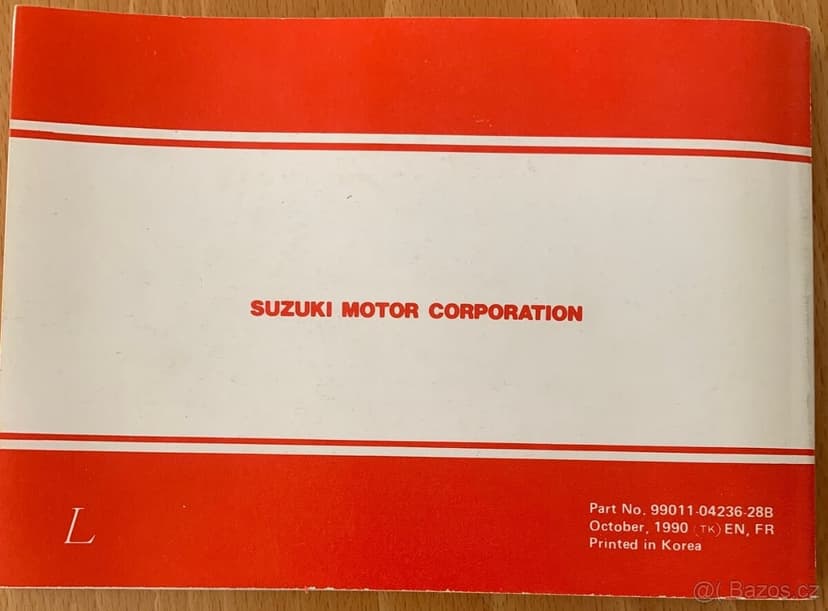 SUZUKI MOTOR CORPORATION
L
Part No. 99011-04236-28B
October, 1990 (TK) EN, FR
Printed in Korea
@ Bazos.cz